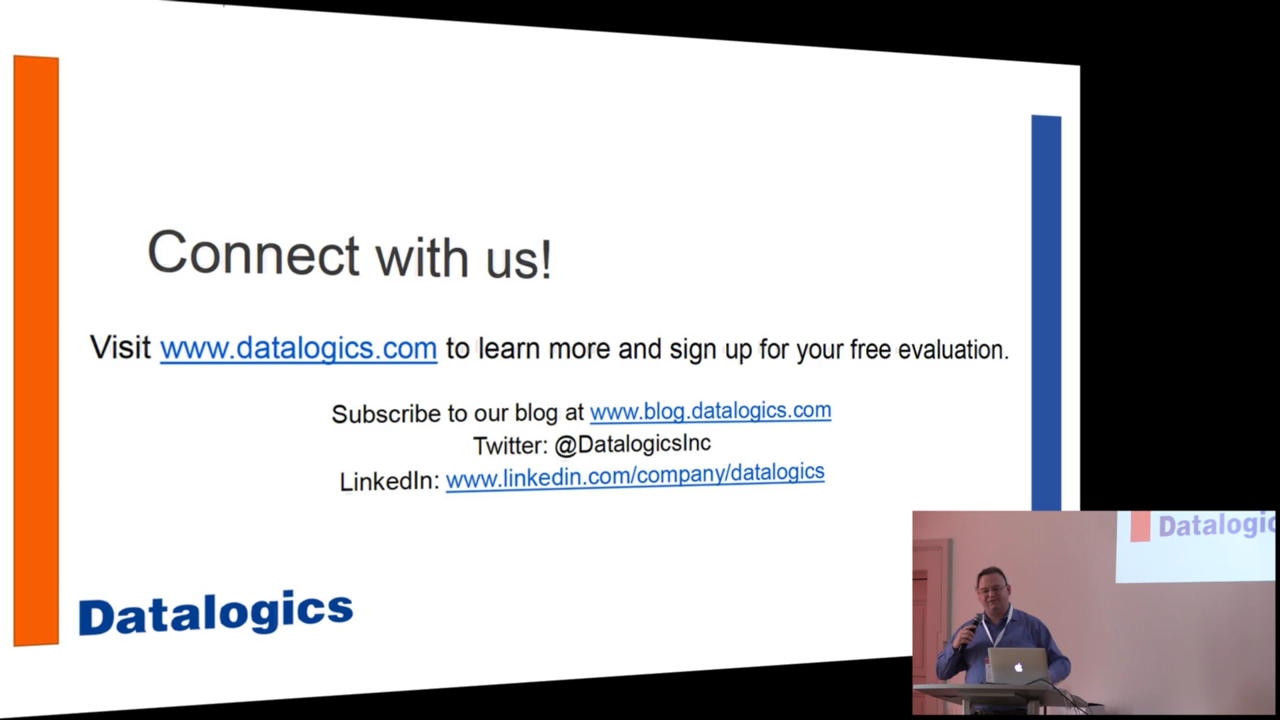 Connect with us!
Visit www.datalogics.com to learn more and sign up for your free evaluation.
Subscribe to our blog at www.blog.datalogics.com
Twitter: @DatalogicsInc
LinkedIn: www.linkedin.com/company/datalogics
Datalogics
Datalogic